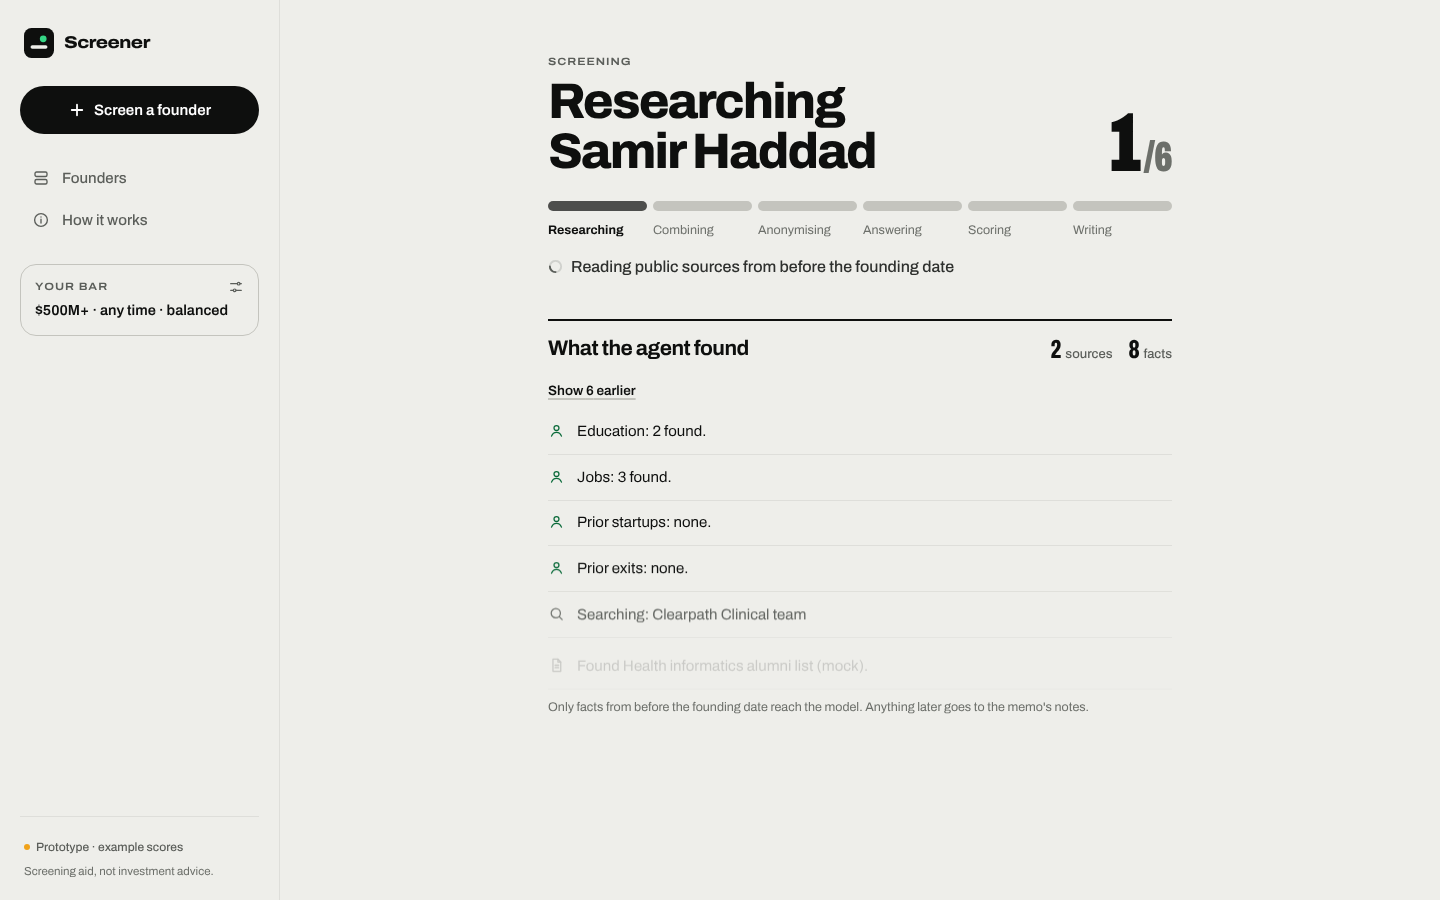 Screener
Screen a founder
Founders
How it works
YOUR BAR
$500M+ · any time · balanced
Prototype · example scores
Screening aid, not investment advice.
SCREENING
Researching
Samir Haddad
1/6
Researching
Combining
Anonymising
Answering
Scoring
Writing
Reading public sources from before the founding date
What the agent found
2 sources 8 facts
Show 6 earlier
Education: 2 found.
Jobs: 3 found.
Prior startups: none.
Prior exits: none.
Searching: Clearpath Clinical team
Found Health informatics alumni list (mock).
Only facts from before the founding date reach the model. Anything later goes to the memo's notes.